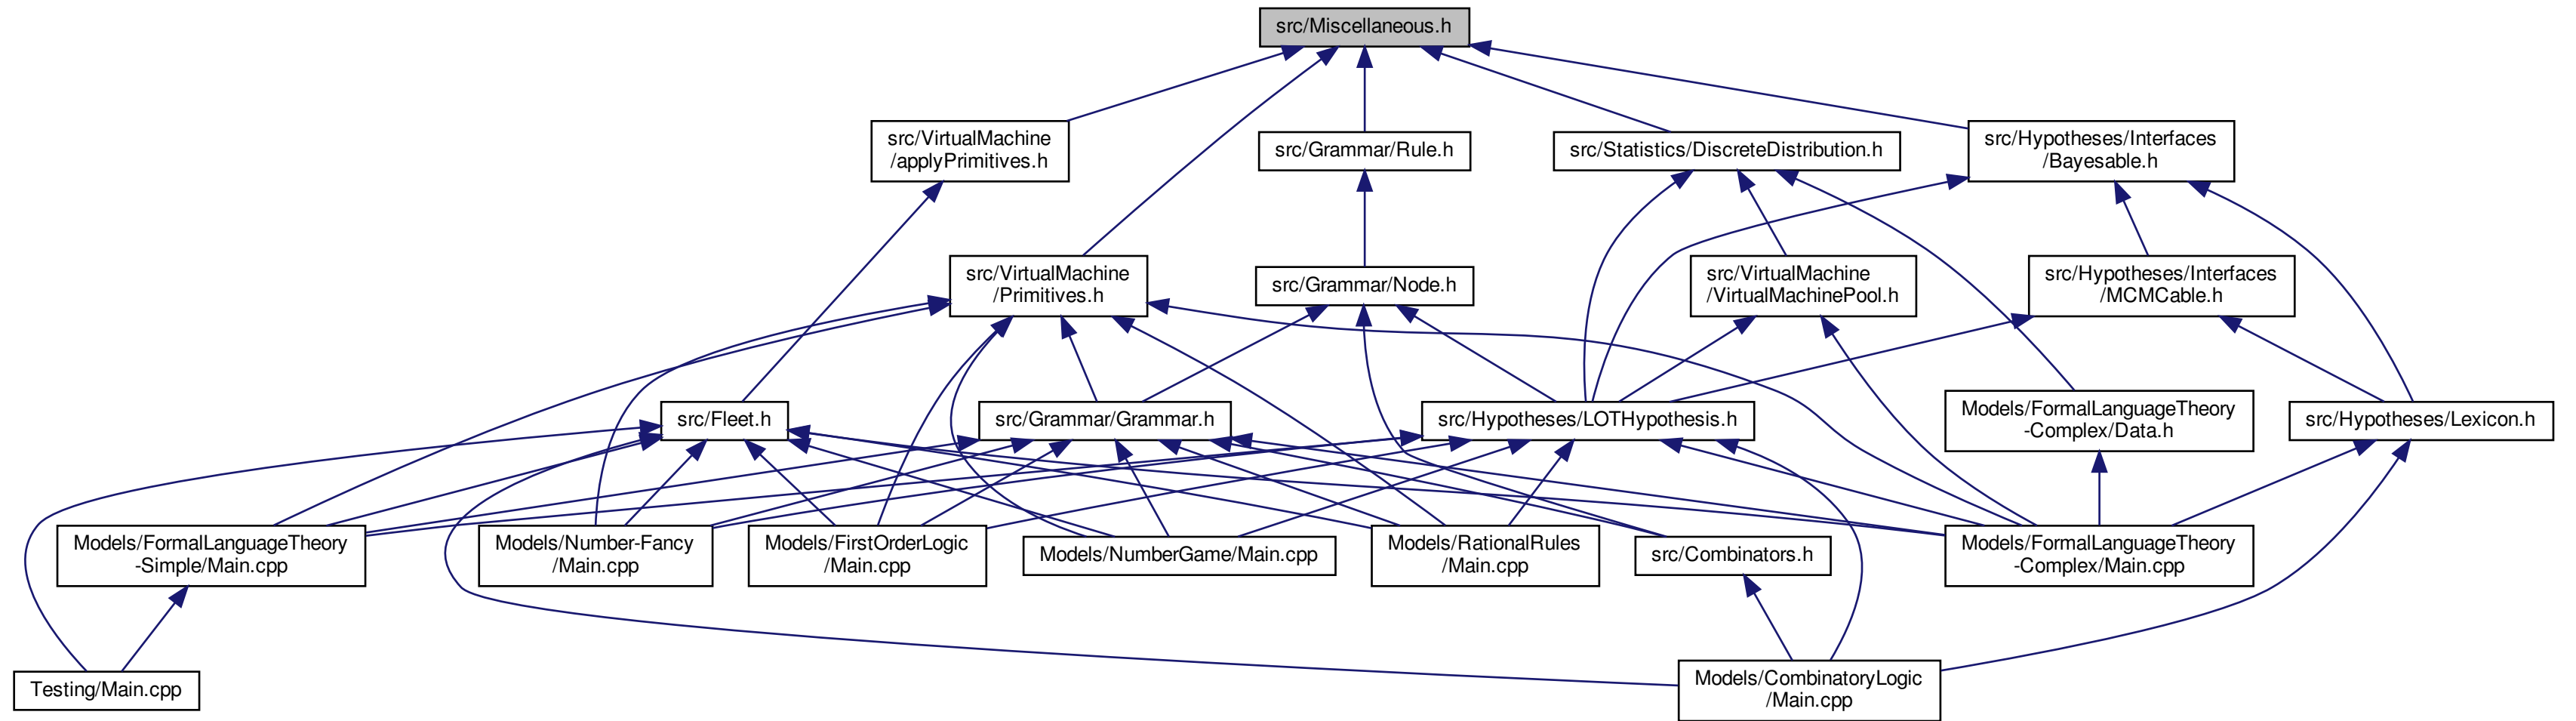 src/Miscellaneous.h
src/VirtualMachine
/applyPrimitives.h
src/Grammar/Rule.h
src/Statistics/DiscreteDistribution.h
src/Hypotheses/Interfaces
/Bayesable.h
src/VirtualMachine
/Primitives.h
src/Grammar/Node.h
src/VirtualMachine
/VirtualMachinePool.h
src/Hypotheses/Interfaces
/MCMCable.h
src/Fleet.h
src/Grammar/Grammar.h
src/Hypotheses/LOTHypothesis.h
Models/FormalLanguageTheory
-Complex/Data.h
src/Hypotheses/Lexicon.h
Models/FormalLanguageTheory
-Simple/Main.cpp
Models/Number-Fancy
/Main.cpp
Models/FirstOrderLogic
/Main.cpp
Models/NumberGame/Main.cpp
Models/RationalRules
/Main.cpp
src/Combinators.h
Models/FormalLanguageTheory
-Complex/Main.cpp
Testing/Main.cpp
Models/CombinatoryLogic
/Main.cpp